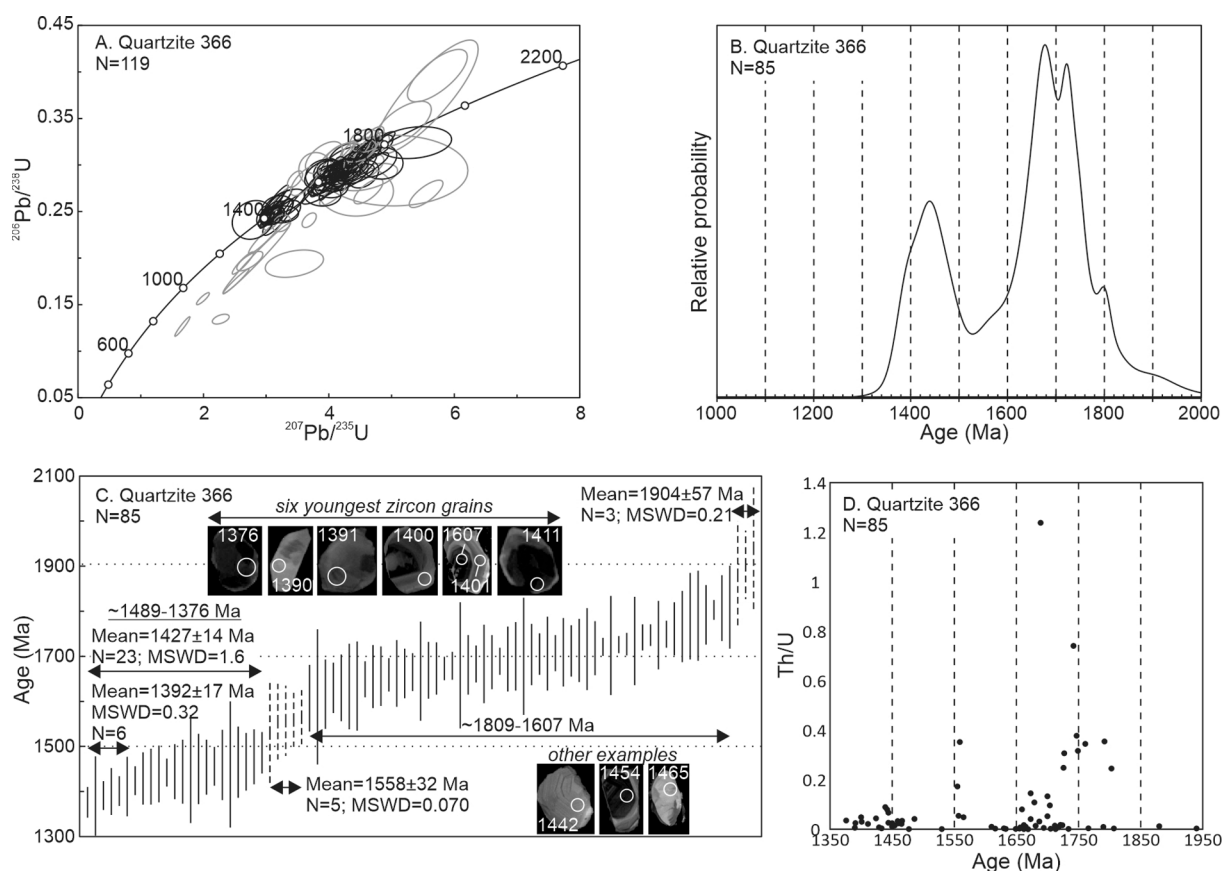 A. Quartzite 366
N=119
0.45
0.35
0.25
0.15
0.05
²⁰⁶Pb/²³⁸U
2200
1800
1400
1000
600
0
2
4
6
8
²⁰⁷Pb/²³⁵U
B. Quartzite 366
N=85
Relative probability
1000
1200
1400
1600
1800
2000
Age (Ma)
C. Quartzite 366
N=85
2100
1900
1700
1500
1300
Age (Ma)
six youngest zircon grains
1376
1390
1391
1400
1607
1401
1411
Mean=1904±57 Ma
N=3; MSWD=0.21
~1489-1376 Ma
Mean=1427±14 Ma
N=23; MSWD=1.6
Mean=1392±17 Ma
MSWD=0.32
N=6
~1809-1607 Ma
Mean=1558±32 Ma
N=5; MSWD=0.070
other examples
1442
1454
1465
D. Quartzite 366
N=85
1.4
1.2
1
0.8
0.6
0.4
0.2
0
Th/U
1350
1450
1550
1650
1750
1850
1950
Age (Ma)